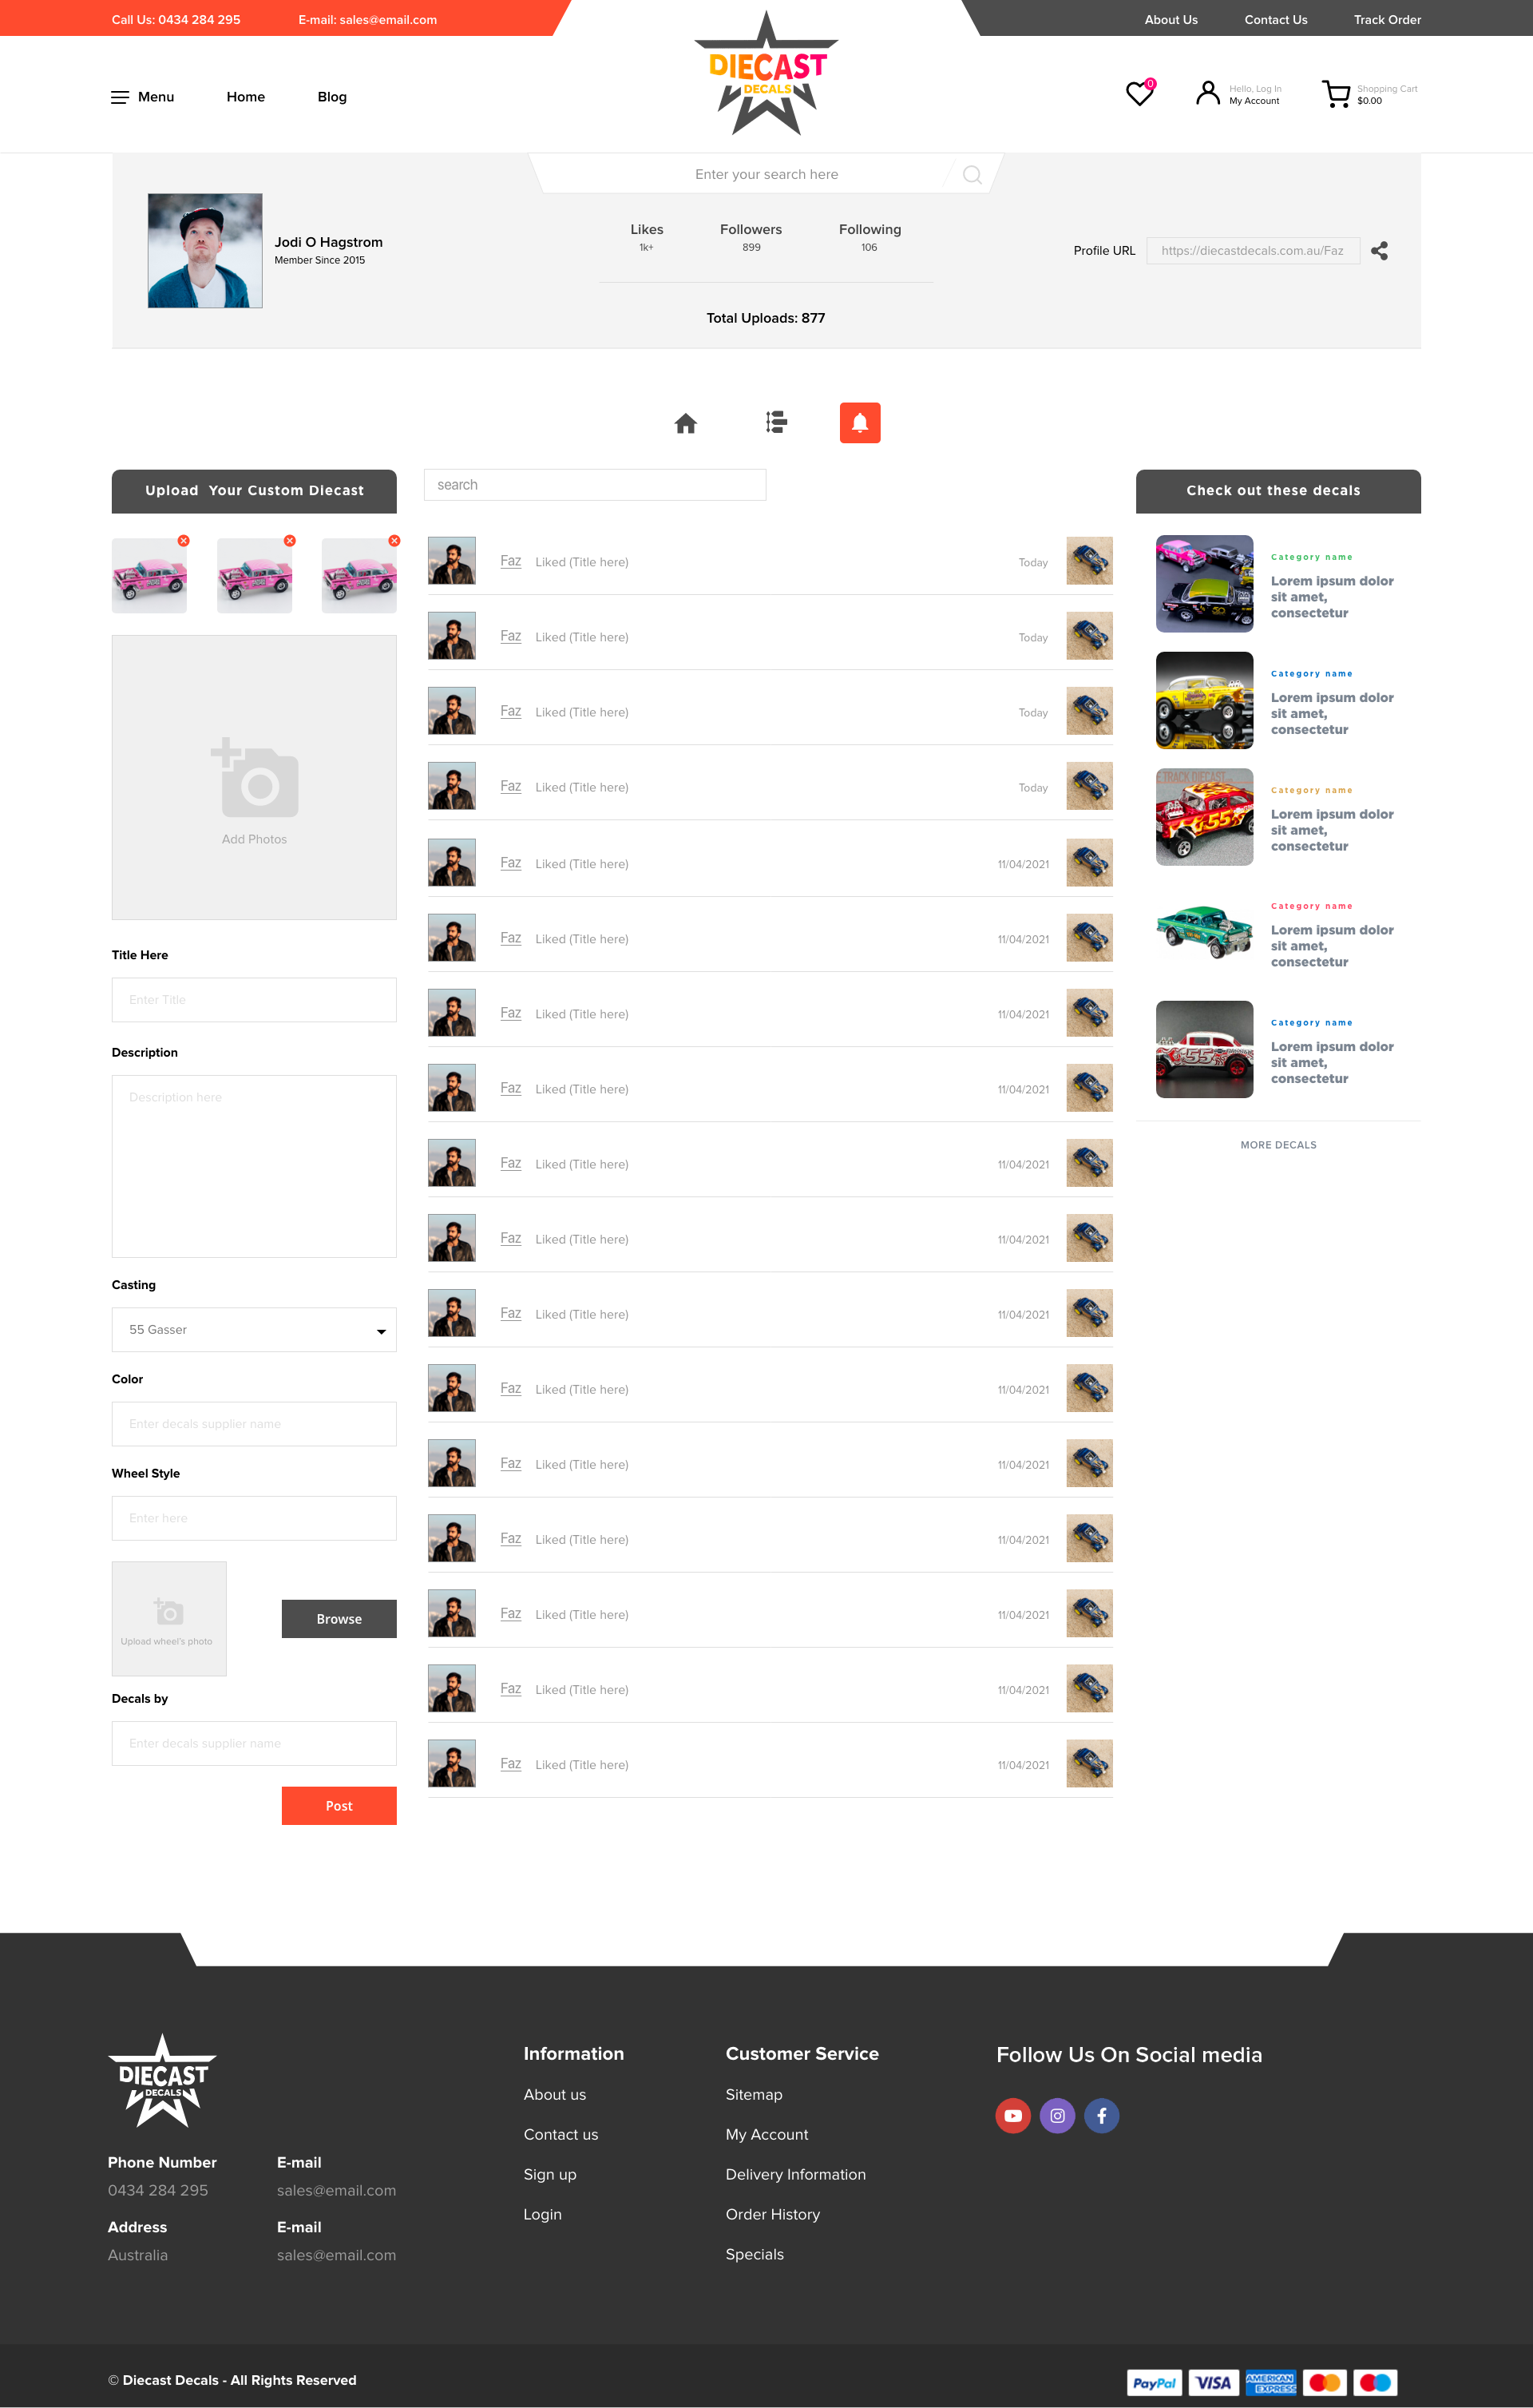 Call Us: 0434 284 295
E-mail: sales@email.com
About Us
Contact Us
Track Order
Menu
Home
Blog
DIECAST
DECALS
0
Hello, Log In
My Account
Shopping Cart
$0.00
Enter your search here
Jodi O Hagstrom
Member Since 2015
Likes
1k+
Followers
899
Following
106
Total Uploads: 877
Profile URL
https://diecastdecals.com.au/Faz
Upload Your Custom Diecast
Add Photos
Title Here
Enter Title
Description
Description here
Casting
55 Gasser
Color
Enter decals supplier name
Wheel Style
Enter here
Upload wheel's photo
Browse
Decals by
Enter decals supplier name
Post
search
Faz Liked (Title here) Today
Faz Liked (Title here) Today
Faz Liked (Title here) Today
Faz Liked (Title here) Today
Faz Liked (Title here) 11/04/2021
Faz Liked (Title here) 11/04/2021
Faz Liked (Title here) 11/04/2021
Faz Liked (Title here) 11/04/2021
Faz Liked (Title here) 11/04/2021
Faz Liked (Title here) 11/04/2021
Faz Liked (Title here) 11/04/2021
Faz Liked (Title here) 11/04/2021
Faz Liked (Title here) 11/04/2021
Faz Liked (Title here) 11/04/2021
Faz Liked (Title here) 11/04/2021
Faz Liked (Title here) 11/04/2021
Faz Liked (Title here) 11/04/2021
Check out these decals
Category name
Lorem ipsum dolor
sit amet,
consectetur
Category name
Lorem ipsum dolor
sit amet,
consectetur
E TRACK DIECAST
55
Category name
Lorem ipsum dolor
sit amet,
consectetur
Category name
Lorem ipsum dolor
sit amet,
consectetur
55
Category name
Lorem ipsum dolor
sit amet,
consectetur
MORE DECALS
DIECAST
DECALS
Phone Number
0434 284 295
E-mail
sales@email.com
Address
Australia
E-mail
sales@email.com
Information
About us
Contact us
Sign up
Login
Customer Service
Sitemap
My Account
Delivery Information
Order History
Specials
Follow Us On Social media
© Diecast Decals - All Rights Reserved
PayPal
VISA
AMERICAN
EXPRESS